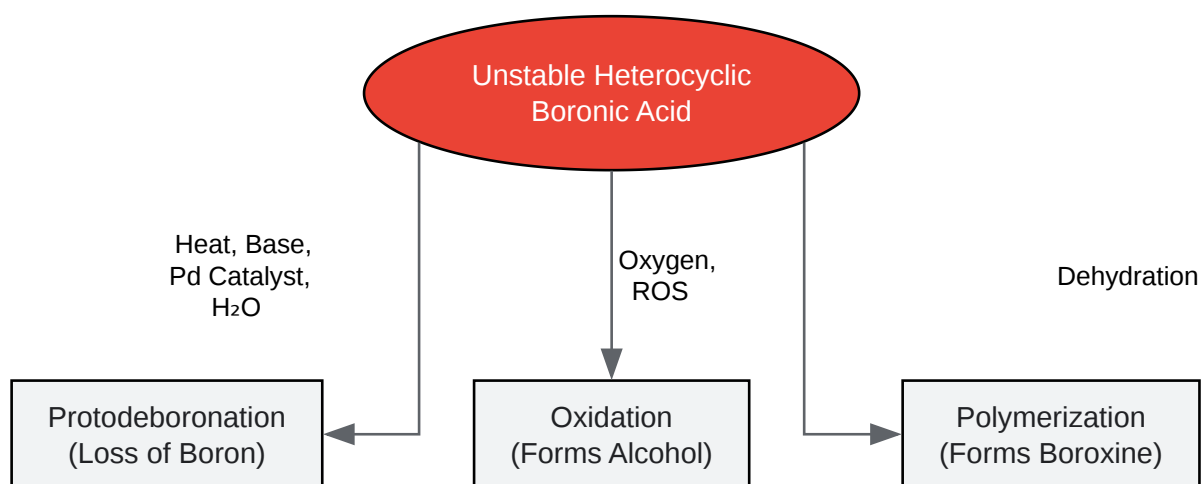 Unstable Heterocyclic
Boronic Acid
Heat, Base,
Pd Catalyst,
H₂O
Oxygen,
ROS
Dehydration
Protodeboronation
(Loss of Boron)
Oxidation
(Forms Alcohol)
Polymerization
(Forms Boroxine)